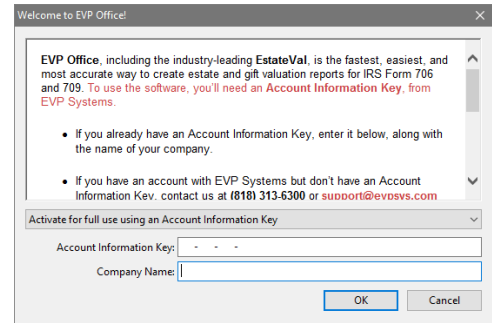 Welcome to EVP Office!
EVP Office, including the industry-leading EstateVal, is the fastest, easiest, and
most accurate way to create estate and gift valuation reports for IRS Form 706
and 709. To use the software, you'll need an Account Information Key, from
EVP Systems.
• If you already have an Account Information Key, enter it below, along with
the name of your company.
• If you have an account with EVP Systems but don't have an Account
Information Key, contact us at (818) 313-6300 or support@evpsys.com
Activate for full use using an Account Information Key
Account Information Key: - - -
Company Name:
OK Cancel